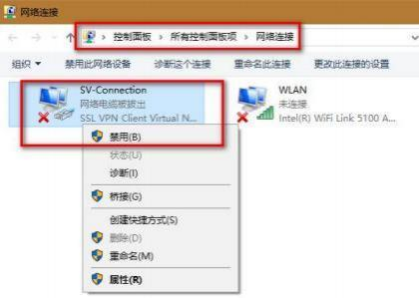 网络连接
控制面板 › 所有控制面板项 › 网络连接
组织 禁用此网络设备 诊断这个连接 重命名此连接 更改此连接的设置
SV-Connection
网络电缆被拔出
SSL VPN Client Virtual N...
WLAN
未连接
Intel(R) WiFi Link 5100 A...
禁用(B)
状态(U)
诊断(I)
桥接(G)
创建快捷方式(S)
删除(D)
重命名(M)
属性(R)